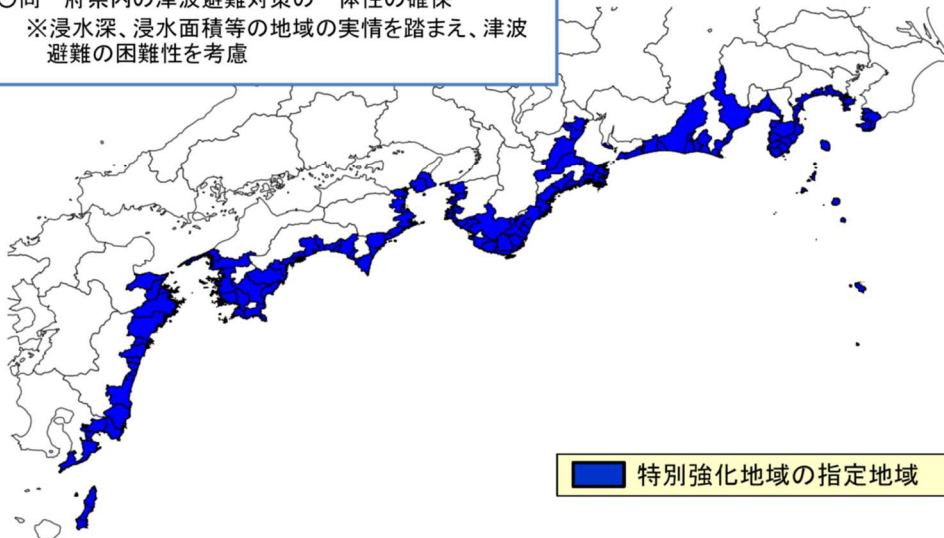 〇同一府県内の津波避難対策の一体性の確保
※浸水深、浸水面積等の地域の実情を踏まえ、津波
避難の困難性を考慮
特別強化地域の指定地域